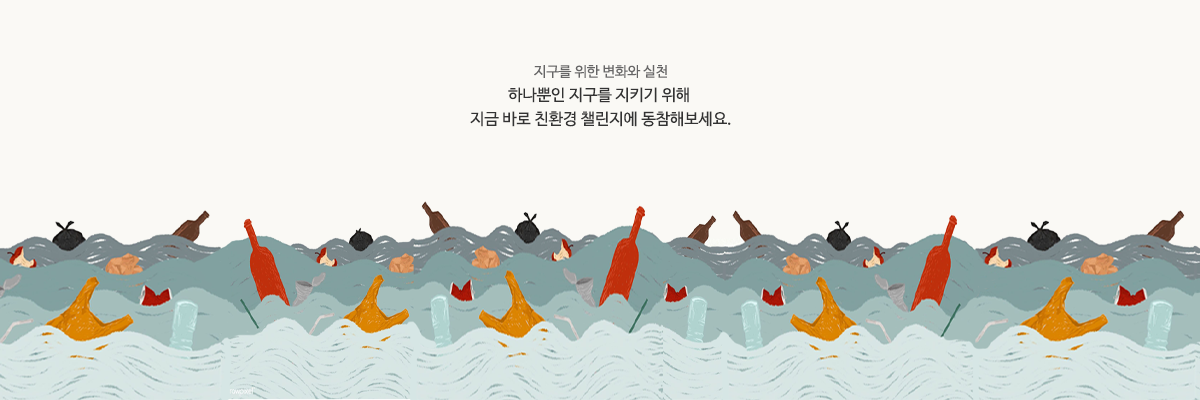 지구를 위한 변화와 실천
하나뿐인 지구를 지키기 위해
지금 바로 친환경 챌린지에 동참해보세요.